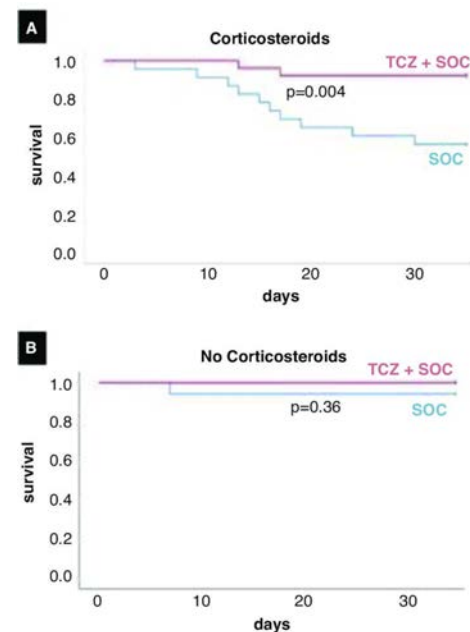 A
Corticosteroids
1.0
TCZ + SOC
0.8
p=0.004
0.6
SOC
0.4
0.2
0.0
survival
0
10
20
30
days
B
No Corticosteroids
TCZ + SOC
1.0
SOC
p=0.36
0.8
0.6
0.4
0.2
0.0
survival
0
10
20
30
days